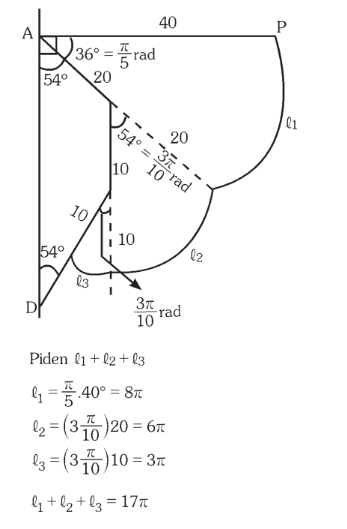 40
A
P
36° = π/5 rad
54°
20
ℓ₁
54° = 3π/10 rad
20
10
10
10
ℓ₂
54°
ℓ₃
D
3π/10 rad
Piden ℓ₁ + ℓ₂ + ℓ₃
ℓ₁ = π/5 .40° = 8π
ℓ₂ = (3 π/10)20 = 6π
ℓ₃ = (3 π/10)10 = 3π
ℓ₁ + ℓ₂ + ℓ₃ = 17π